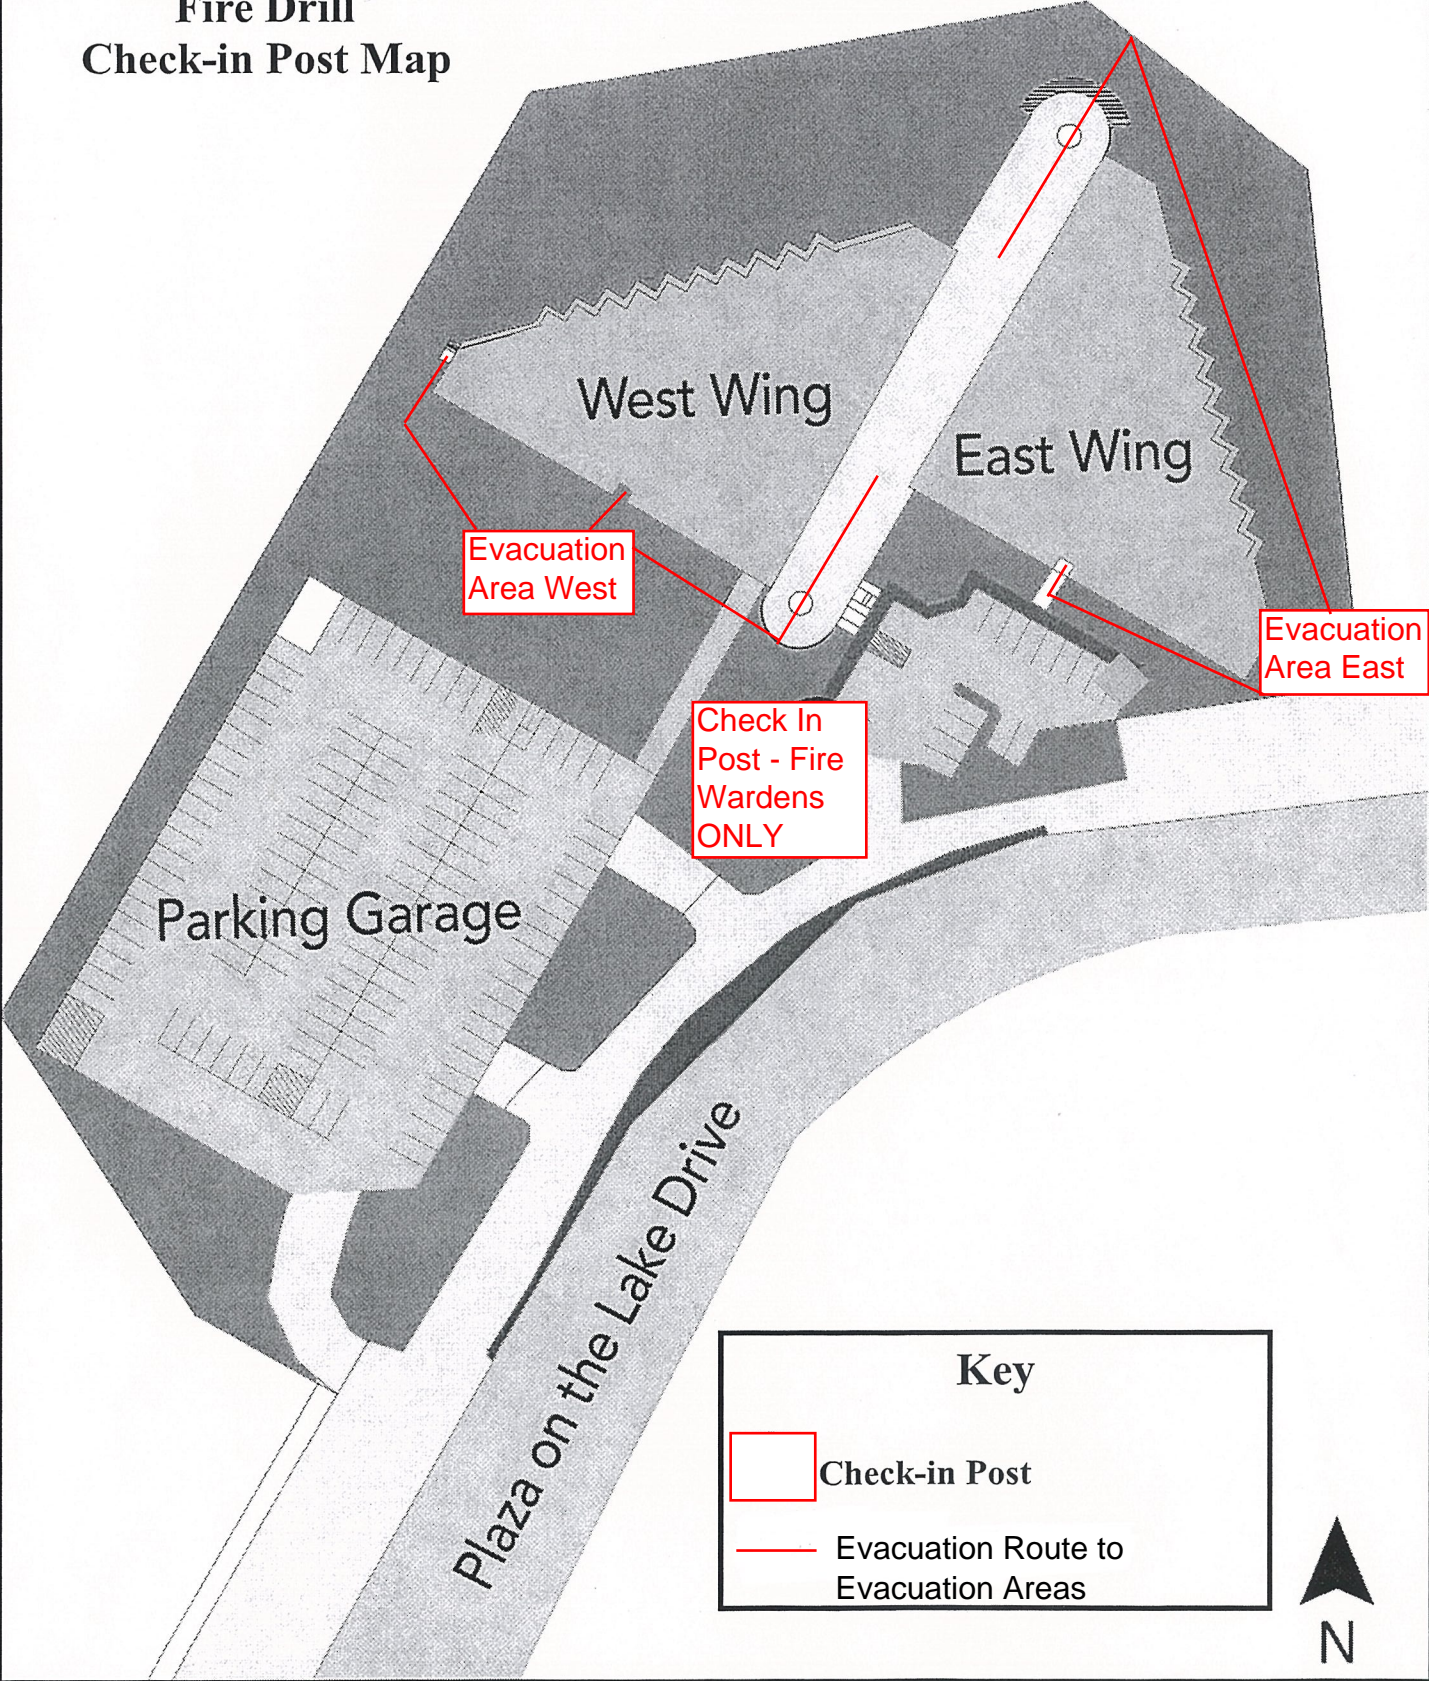 Fire Drill
Check-in Post Map
West Wing
East Wing
Evacuation
Area West
Evacuation
Area East
Check In
Post - Fire
Wardens
ONLY
Parking Garage
Plaza on the Lake Drive
Key
Check-in Post
Evacuation Route to
Evacuation Areas
N